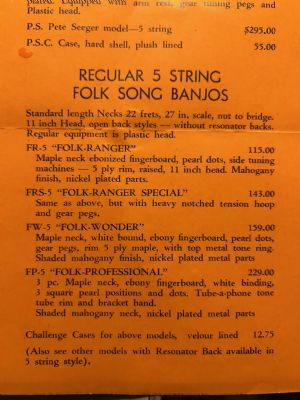 plated. Equipped with arm rest, gear tuning pegs and
Plastic head.
P.S. Pete Seeger model—5 string $295.00
P.S.C. Case, hard shell, plush lined 55.00
REGULAR 5 STRING
FOLK SONG BANJOS
Standard length Necks 22 frets, 27 in. scale, nut to bridge.
11 inch Head, open back styles — without resonator backs.
Regular equipment is plastic head.
FR-5 "FOLK-RANGER" 115.00
Maple neck ebonized fingerboard, pearl dots, side tuning
machines — 5 ply rim, raised, 11 inch head. Mahogany
finish, nickel plated parts.
FRS-5 "FOLK-RANGER SPECIAL" 143.00
Same as above, but with heavy notched tension hoop
and gear pegs.
FW-5 "FOLK-WONDER" 159.00
Maple neck, white bound, ebony fingerboard, pearl dots,
gear pegs, rim 5 ply maple, with top metal tone ring.
Shaded mahogany finish, nickel plated metal parts
FP-5 "FOLK-PROFESSIONAL" 229.00
3 pc. Maple neck, ebony fingerboard, white binding,
3 square pearl positions and dots. Tube-a-phone tone
tube rim and bracket band.
Shaded mahogany neck, nickel plated metal parts
Challenge Cases for above models, velour lined 12.75
(Also see other models with Resonator Back available in
5 string style).